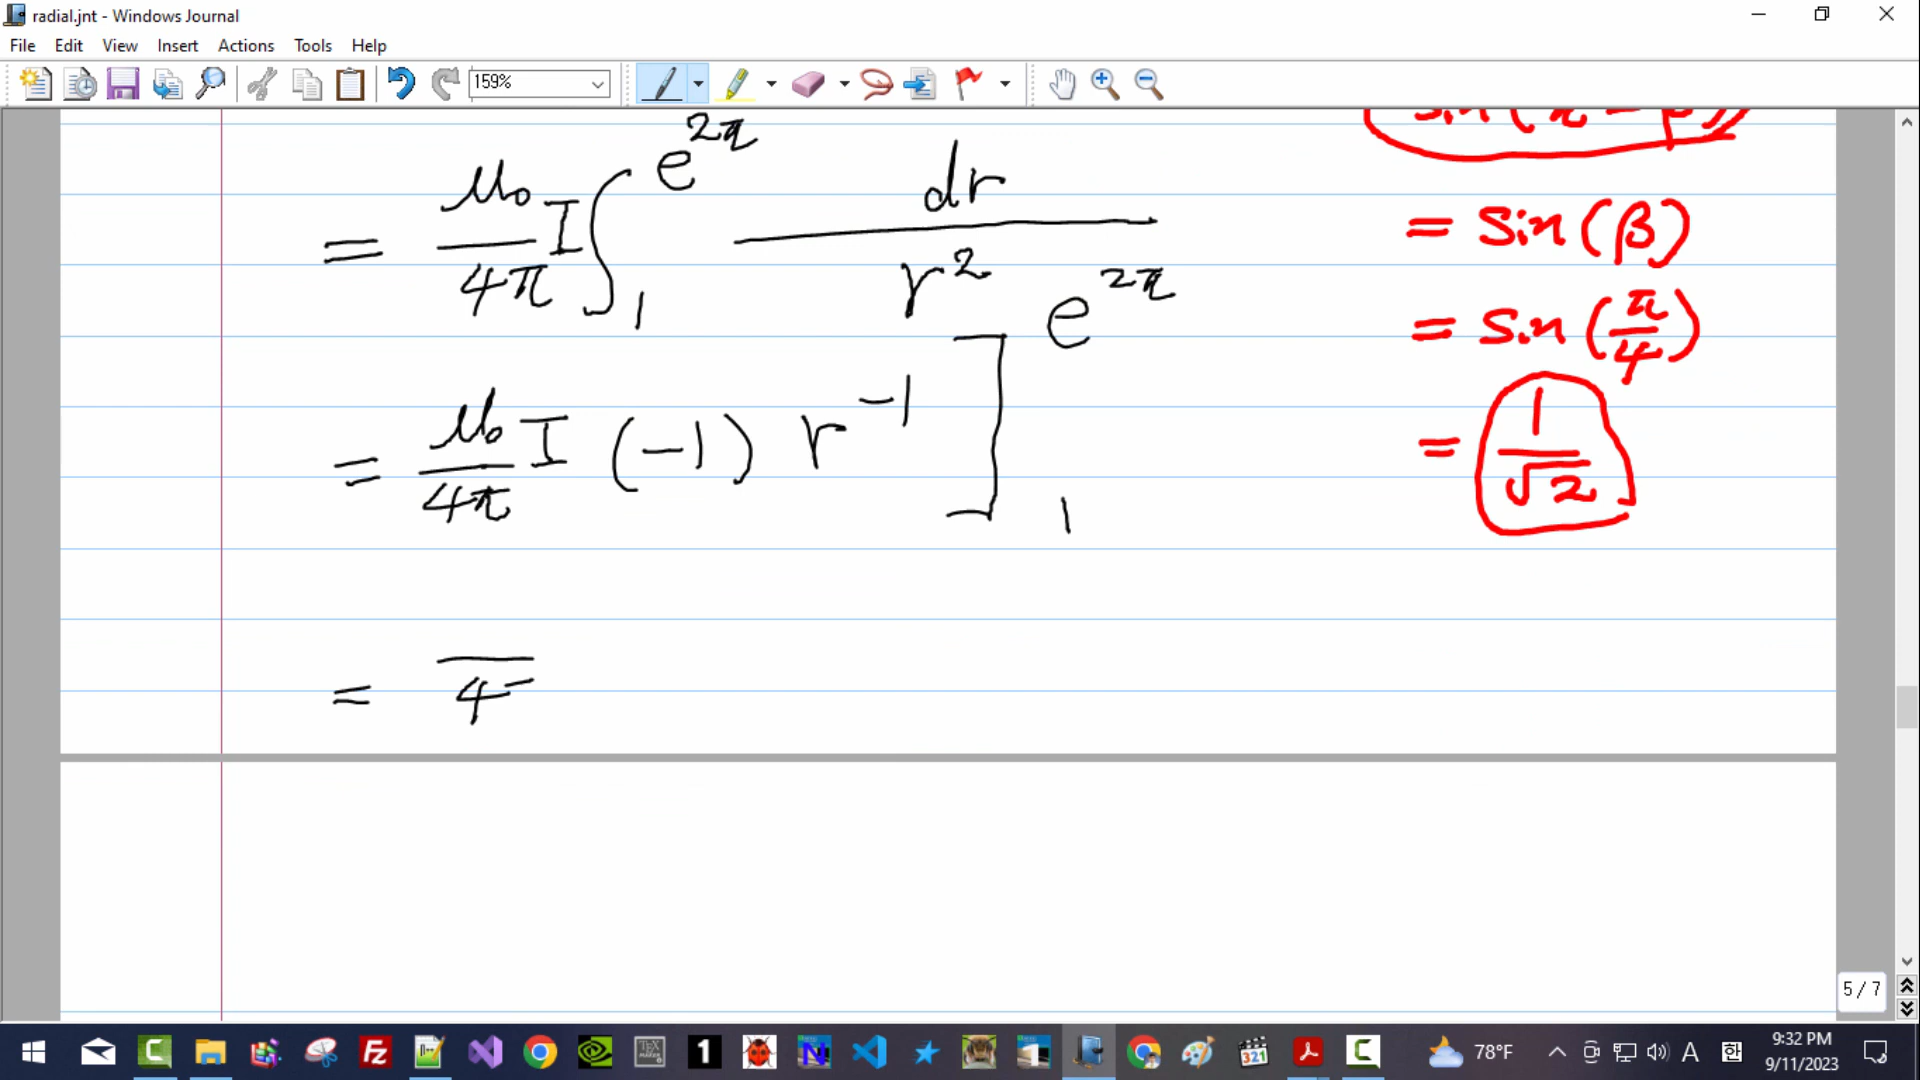 radial.jnt - Windows Journal
File Edit View Insert Actions Tools Help
159%
= μ₀/4π I ∫₁^{e^{2π}} dr/r²
= μ₀/4π I (-1) r⁻¹ ]₁^{e^{2π}}
= /4
sin(π-β)
= sin(β)
= sin(π/4)
= 1/√2
5 / 7
78°F
A
한
9:32 PM
9/11/2023